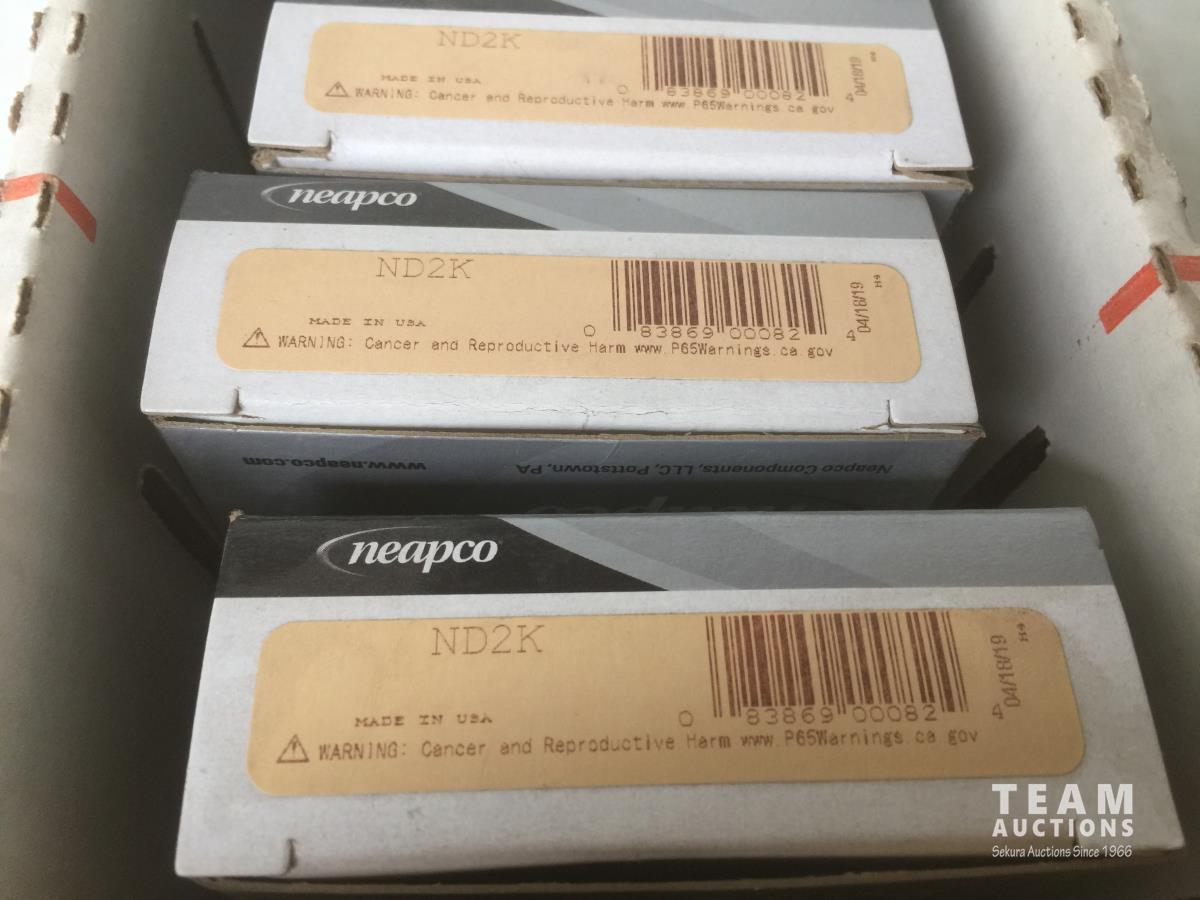 ND2K
MADE IN USA
WARNING: Cancer and Reproductive Harm www.P65Warnings.ca.gov
0 83869 00082 4
04/18/19
neapco
ND2K
MADE IN USA
WARNING: Cancer and Reproductive Harm www.P65Warnings.ca.gov
0 83869 00082 4
04/18/19
www.neapco.com
Neapco Components, LLC, Pottstown, PA
neapco
ND2K
MADE IN USA
WARNING: Cancer and Reproductive Harm www.P65Warnings.ca.gov
0 83869 00082 4
04/18/19
TEAM
AUCTIONS
Sekura Auctions Since 1966